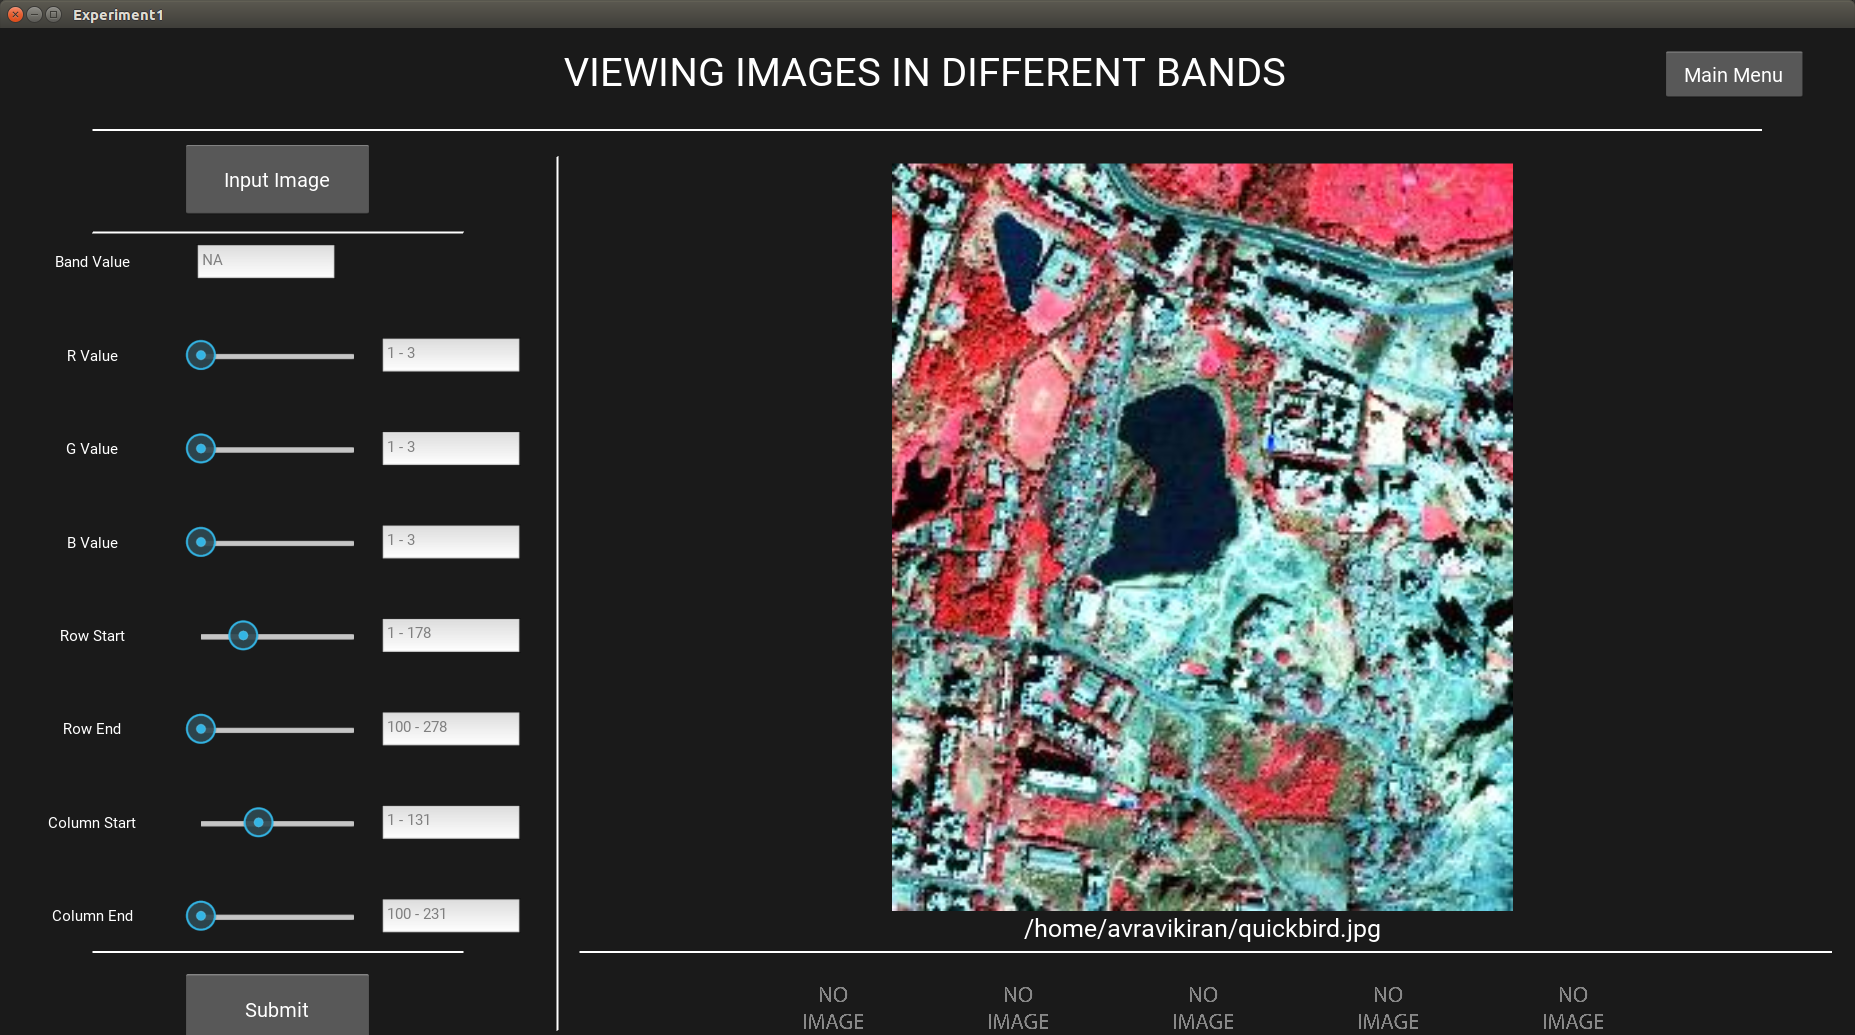 Experiment1
VIEWING IMAGES IN DIFFERENT BANDS
Main Menu
Input Image
Band Value
NA
R Value
1 - 3
G Value
1 - 3
B Value
1 - 3
Row Start
1 - 178
Row End
100 - 278
Column Start
1 - 131
Column End
100 - 231
Submit
/home/avravikiran/quickbird.jpg
NO
IMAGE
NO
IMAGE
NO
IMAGE
NO
IMAGE
NO
IMAGE